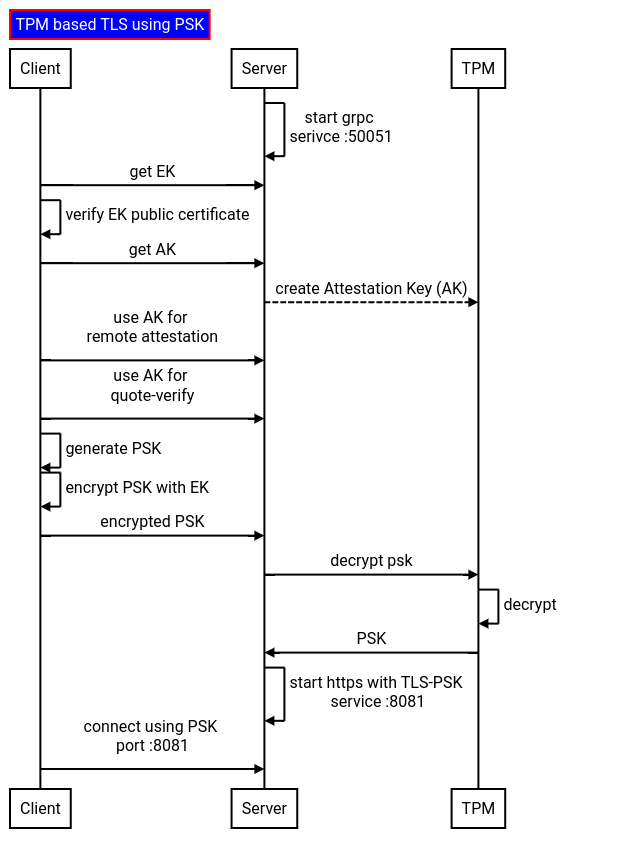 TPM based TLS using PSK
Client
Server
TPM
start grpc
serivce :50051
get EK
verify EK public certificate
get AK
create Attestation Key (AK)
use AK for
remote attestation
use AK for
quote-verify
generate PSK
encrypt PSK with EK
encrypted PSK
decrypt psk
decrypt
PSK
start https with TLS-PSK
service :8081
connect using PSK
port :8081
Client
Server
TPM